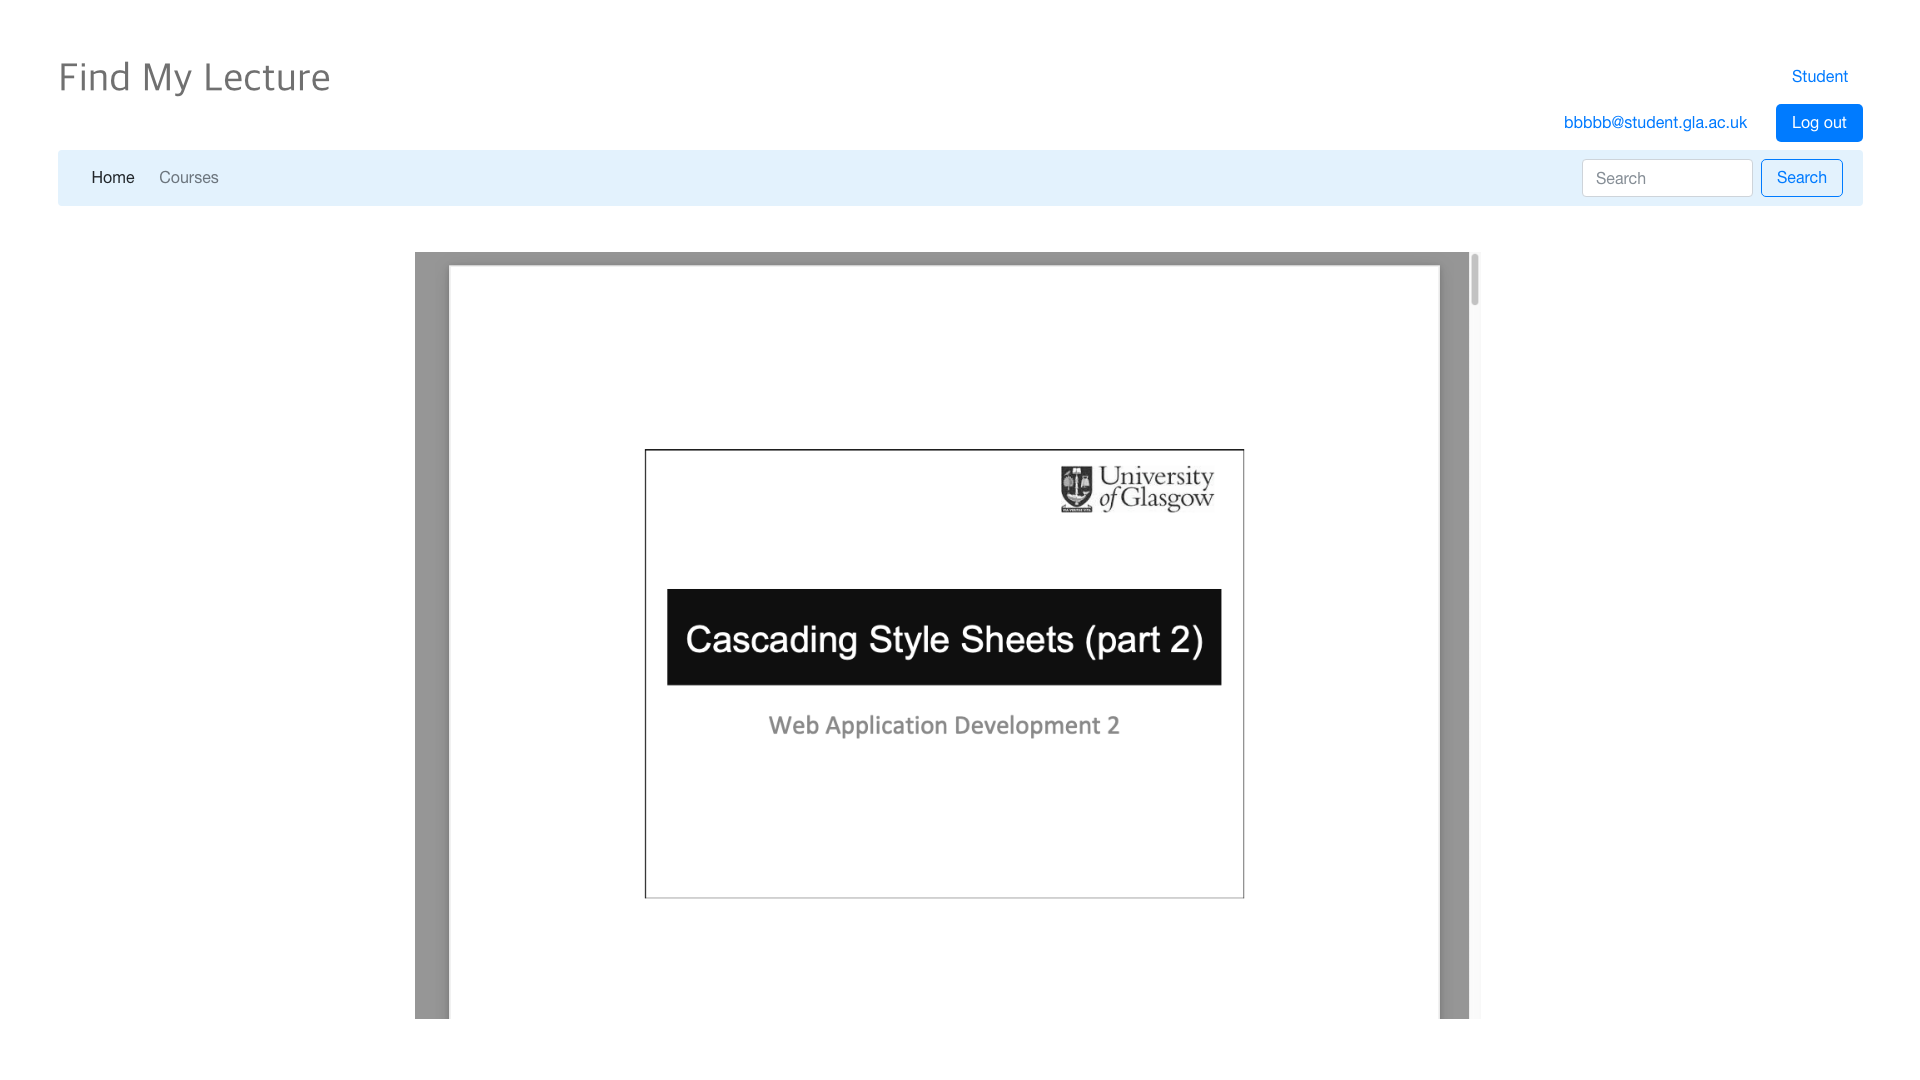 Find My Lecture
Student
bbbbb@student.gla.ac.uk
Log out
Home Courses Search Search
University
of Glasgow
Cascading Style Sheets (part 2)
Web Application Development 2